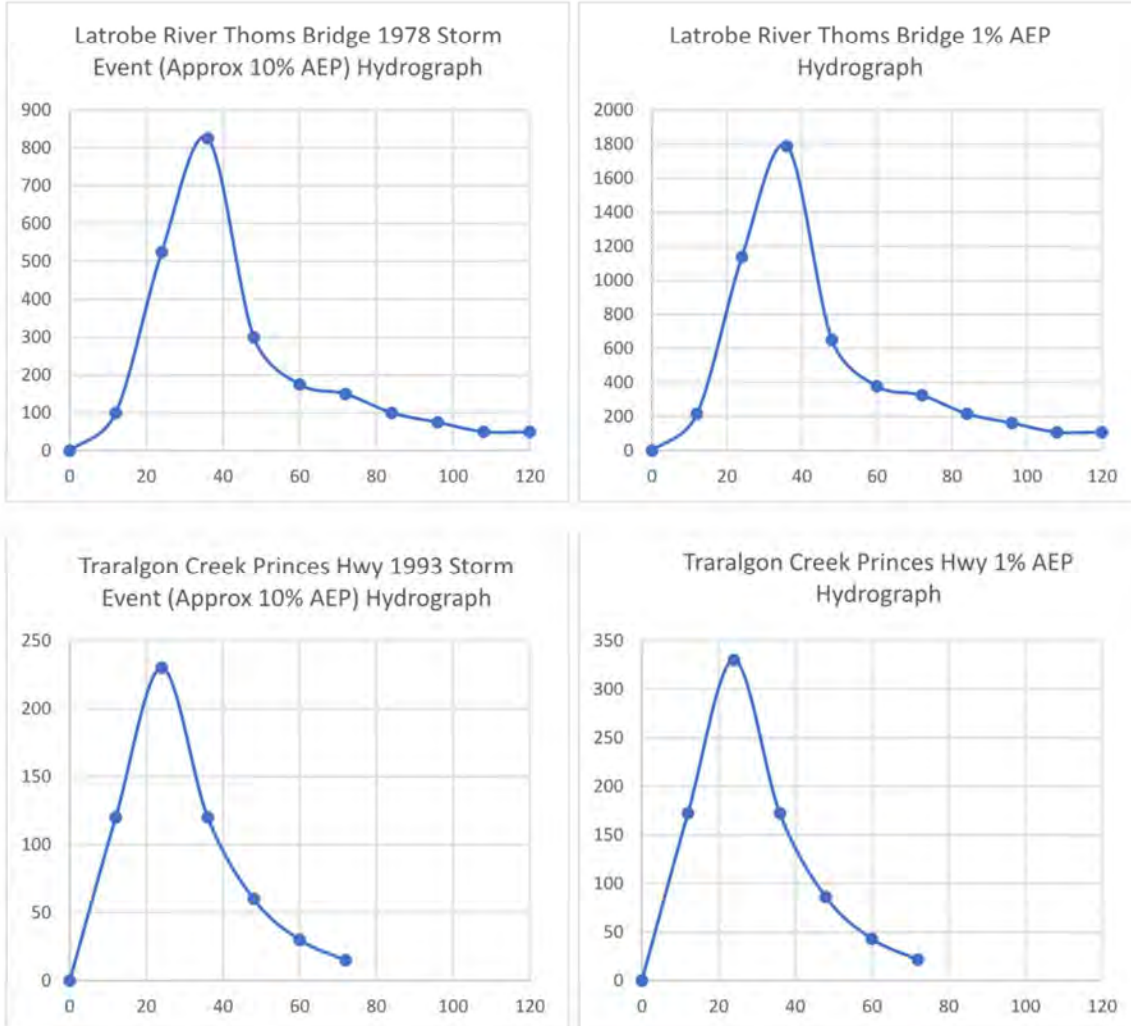 Latrobe River Thoms Bridge 1978 Storm
Event (Approx 10% AEP) Hydrograph
900
800
700
600
500
400
300
200
100
0
0 20 40 60 80 100 120
Latrobe River Thoms Bridge 1% AEP
Hydrograph
2000
1800
1600
1400
1200
1000
800
600
400
200
0
0 20 40 60 80 100 120
Traralgon Creek Princes Hwy 1993 Storm
Event (Approx 10% AEP) Hydrograph
250
200
150
100
50
0
0 20 40 60 80 100 120
Traralgon Creek Princes Hwy 1% AEP
Hydrograph
350
300
250
200
150
100
50
0
0 20 40 60 80 100 120